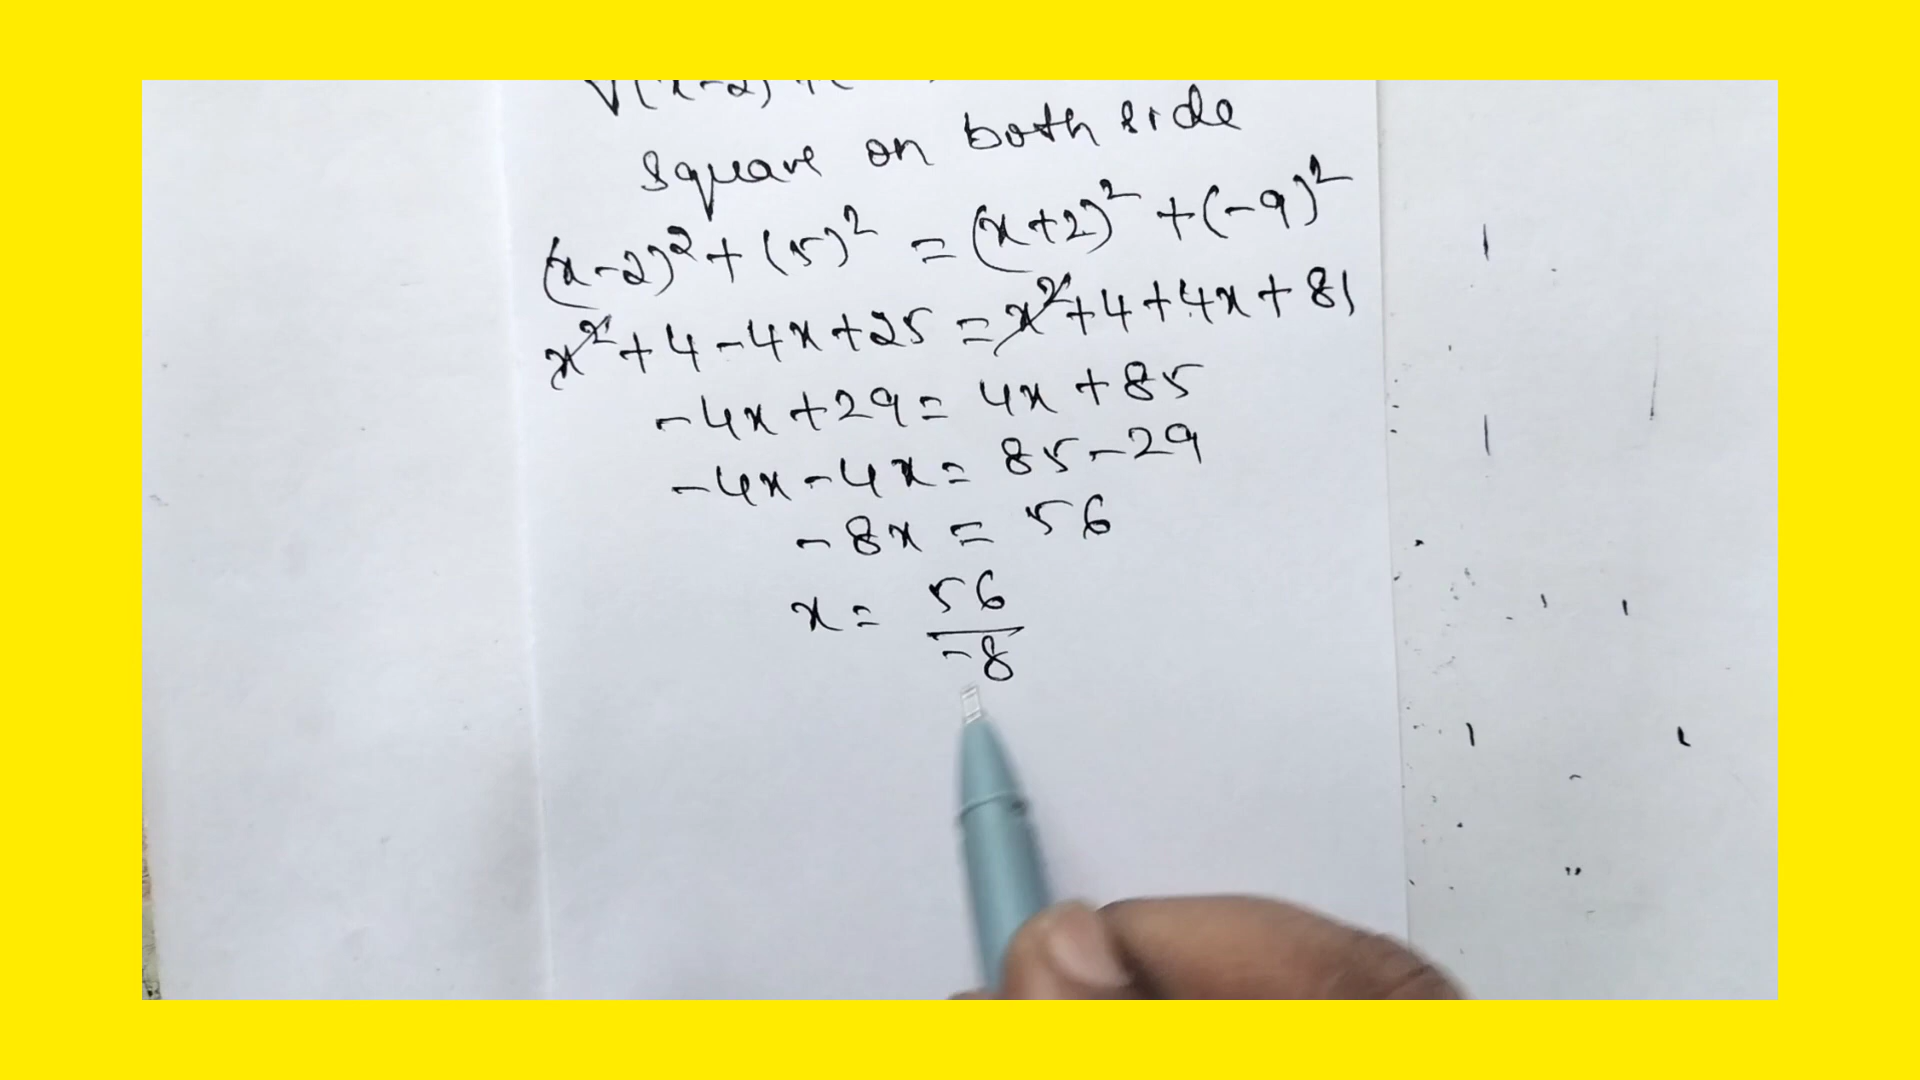 √(x-2)
Square on both side
(x-2)²+(5)² = (x+2)²+(-9)²
x²+4-4x+25=x²+4+4x+81
-4x+29=4x+85
-4x-4x=85-29
-8x=56
x=56/-8